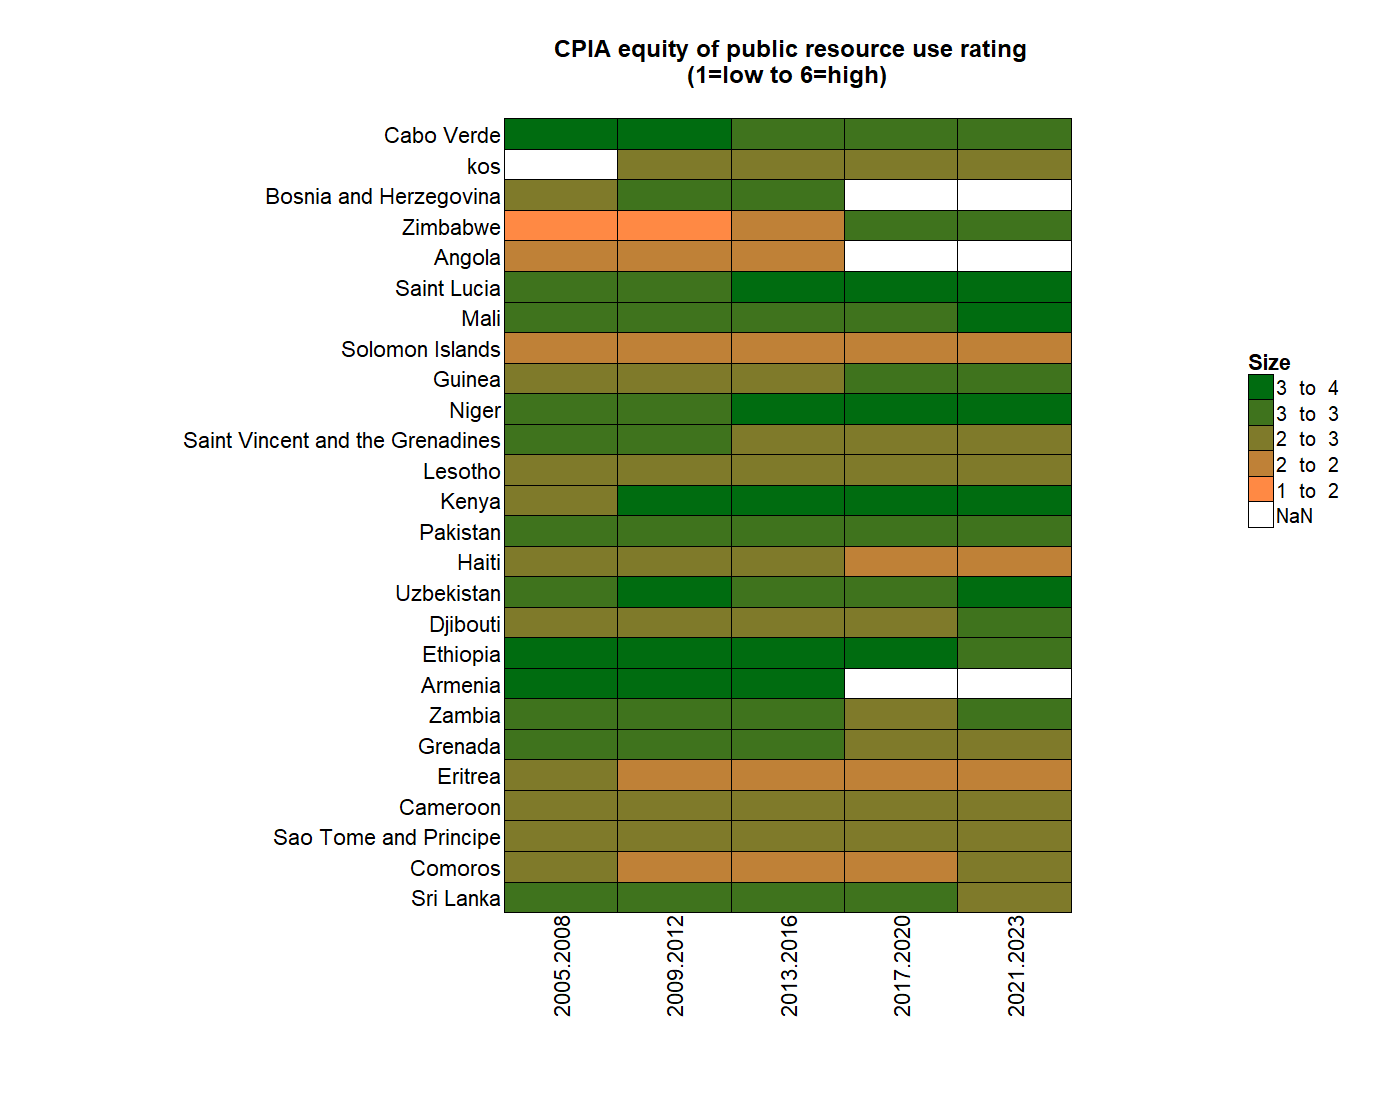 CPIA equity of public resource use rating
(1=low to 6=high)
Cabo Verde
kos
Bosnia and Herzegovina
Zimbabwe
Angola
Saint Lucia
Mali
Solomon Islands
Guinea
Niger
Saint Vincent and the Grenadines
Lesotho
Kenya
Pakistan
Haiti
Uzbekistan
Djibouti
Ethiopia
Armenia
Zambia
Grenada
Eritrea
Cameroon
Sao Tome and Principe
Comoros
Sri Lanka
2005.2008
2009.2012
2013.2016
2017.2020
2021.2023
Size
3 to 4
3 to 3
2 to 3
2 to 2
1 to 2
NaN